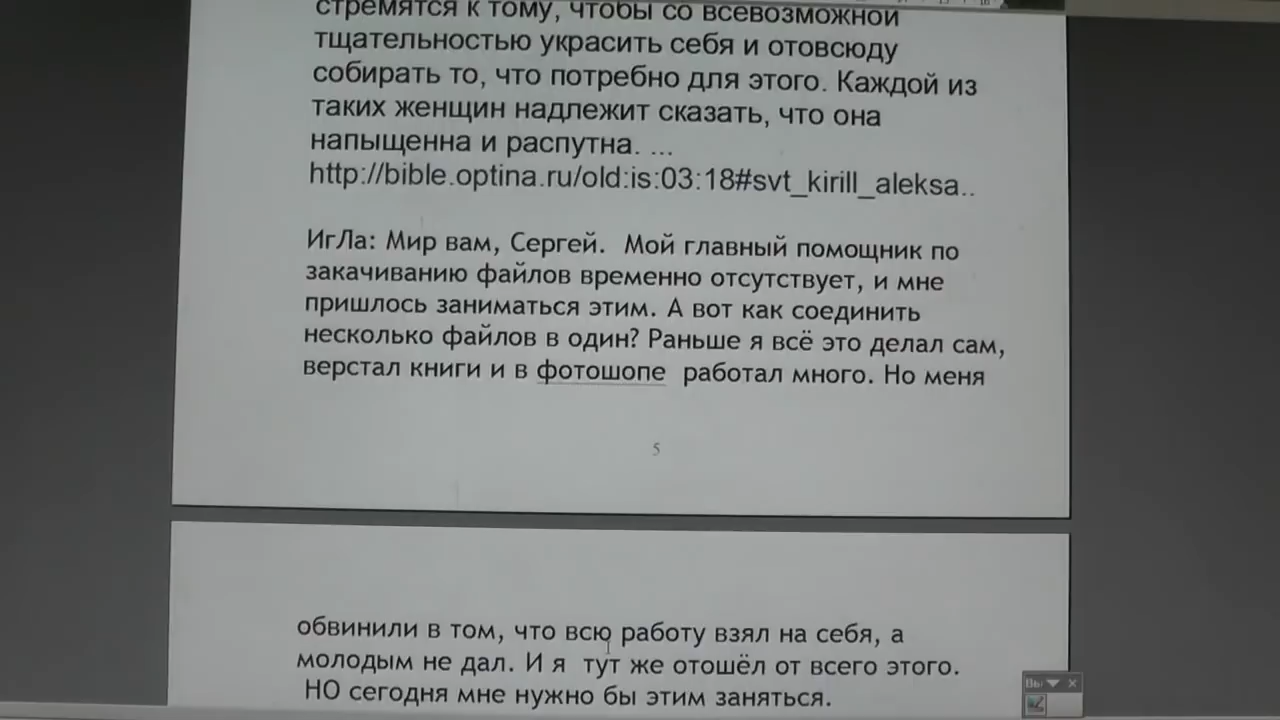 стремятся к тому, чтобы со всевозможной
тщательностью украсить себя и отовсюду
собирать то, что потребно для этого. Каждой из
таких женщин надлежит сказать, что она
напыщенна и распутна. ...
http://bible.optina.ru/old:is:03:18#svt_kirill_aleksa..
ИгЛа: Мир вам, Сергей.  Мой главный помощник по
закачиванию файлов временно отсутствует, и мне
пришлось заниматься этим. А вот как соединить
несколько файлов в один? Раньше я всё это делал сам,
верстал книги и в фотошопе  работал много. Но меня
5
обвинили в том, что всю работу взял на себя, а
молодым не дал. И я  тут же отошёл от всего этого.
НО сегодня мне нужно бы этим заняться.